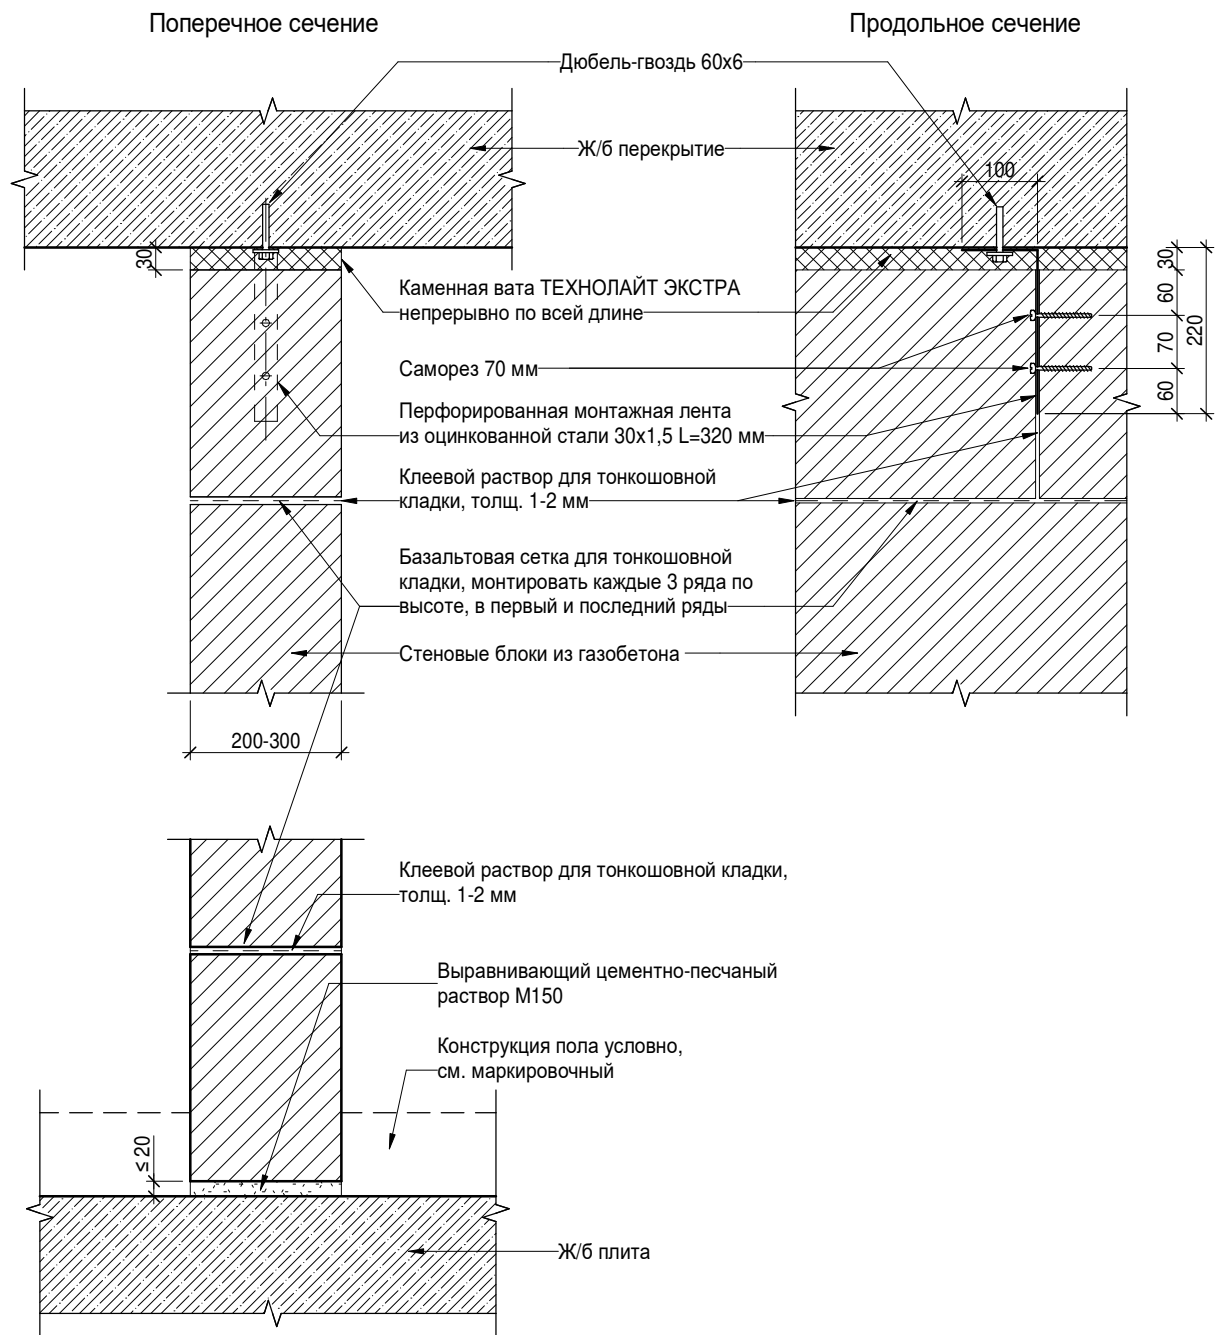 Поперечное сечение
Продольное сечение
Дюбель-гвоздь 60х6
Ж/б перекрытие
100
30
Каменная вата ТЕХНОЛАЙТ ЭКСТРА
непрерывно по всей длине
30
60
70
60
220
Саморез 70 мм
Перфорированная монтажная лента
из оцинкованной стали 30х1,5 L=320 мм
Клеевой раствор для тонкошовной
кладки, толщ. 1-2 мм
Базальтовая сетка для тонкошовной
кладки, монтировать каждые 3 ряда по
высоте, в первый и последний ряды
Стеновые блоки из газобетона
200-300
Клеевой раствор для тонкошовной кладки,
толщ. 1-2 мм
Выравнивающий цементно-песчаный
раствор М150
Конструкция пола условно,
см. маркировочный
≤ 20
Ж/б плита